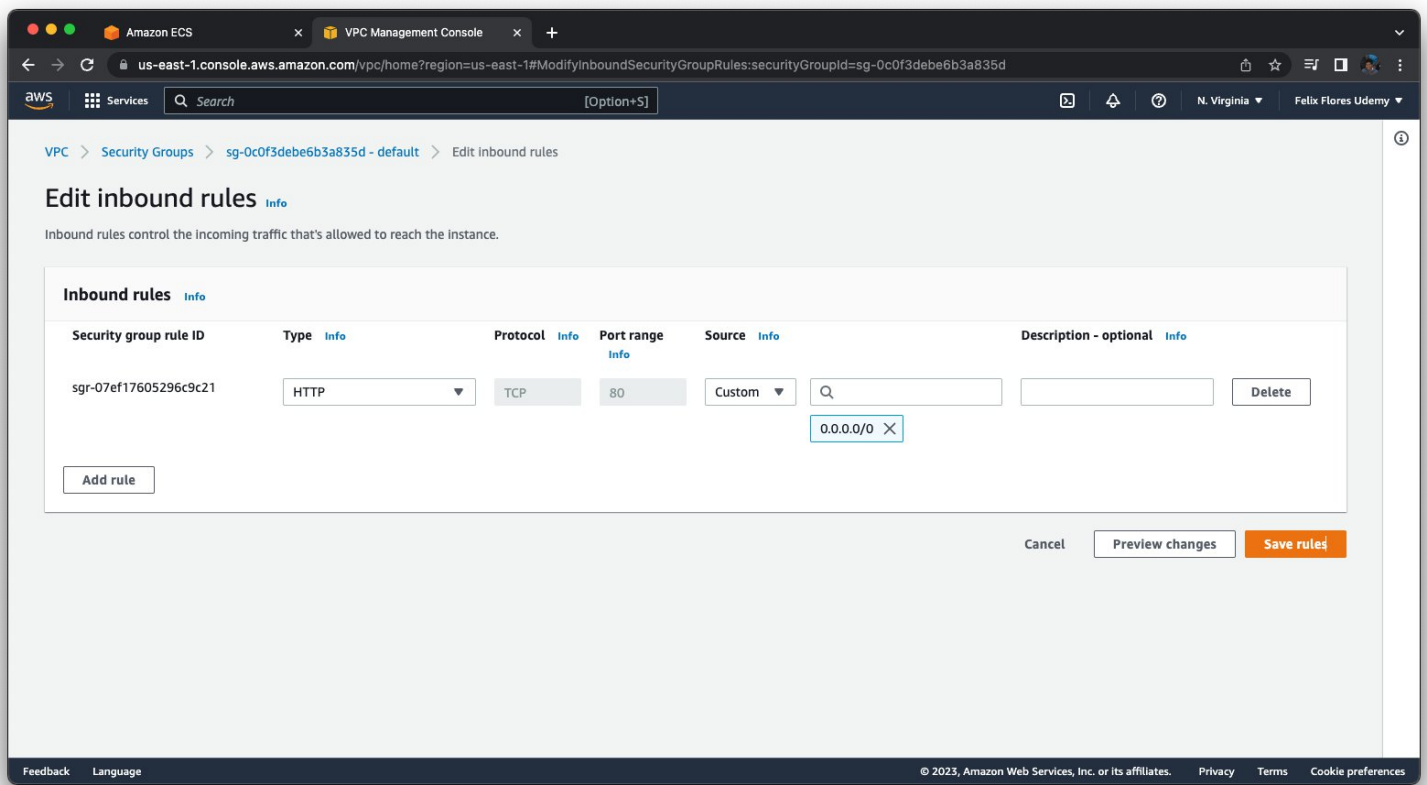 Amazon ECS
VPC Management Console
us-east-1.console.aws.amazon.com/vpc/home?region=us-east-1#ModifyInboundSecurityGroupRules:securityGroupId=sg-0c0f3debe6b3a835d
aws Services Search [Option+S] N. Virginia Felix Flores Udemy
VPC > Security Groups > sg-0c0f3debe6b3a835d - default > Edit inbound rules
Edit inbound rules Info
Inbound rules control the incoming traffic that's allowed to reach the instance.
Inbound rules Info
Security group rule ID Type Info Protocol Info Port range Source Info Description - optional Info
Info
sgr-07ef17605296c9c21 HTTP TCP 80 Custom Delete
0.0.0.0/0
Add rule
Cancel Preview changes Save rules
Feedback Language © 2023, Amazon Web Services, Inc. or its affiliates. Privacy Terms Cookie preferences